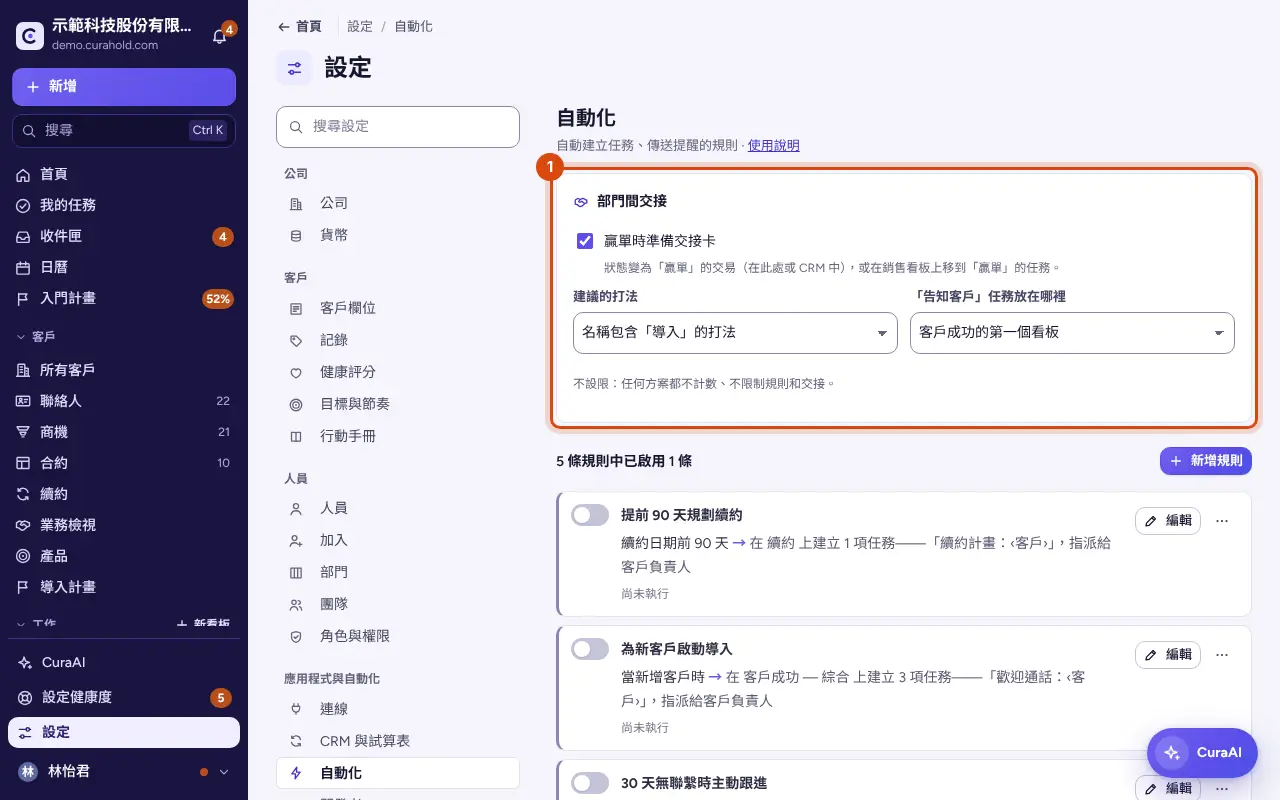 示範科技股份有限...
demo.curahold.com
4
新增
搜尋
Ctrl K
首頁
我的任務
收件匣
4
日曆
入門計畫
52%
客戶
所有客戶
聯絡人
22
商機
21
合約
10
續約
業務檢視
產品
導入計畫
工作
新看板
CuraAI
設定健康度
5
設定
林
林怡君
首頁
設定 / 自動化
設定
搜尋設定
公司
公司
貨幣
客戶
客戶欄位
記錄
健康評分
目標與節奏
行動手冊
人員
人員
加入
部門
團隊
角色與權限
應用程式與自動化
連線
CRM 與試算表
自動化
自動化
自動建立任務、傳送提醒的規則 · 使用說明
1
部門間交接
贏單時準備交接卡
狀態變為「贏單」的交易（在此處或 CRM 中），或在銷售看板上移到「贏單」的任務。
建議的打法
名稱包含「導入」的打法
「告知客戶」任務放在哪裡
客戶成功的第一個看板
不設限：任何方案都不計數、不限制規則和交接。
5 條規則中已啟用 1 條
新增規則
提前 90 天規劃續約
編輯
續約日期前 90 天 → 在 續約 上建立 1 項任務——「續約計畫：‹客戶›」，指派給
客戶負責人
尚未執行
為新客戶啟動導入
編輯
當新增客戶時 → 在 客戶成功 — 綜合 上建立 3 項任務——「歡迎通話：‹客
戶›」，指派給客戶負責人
尚未執行
30 天無聯繫時主動跟進
編輯
CuraAI